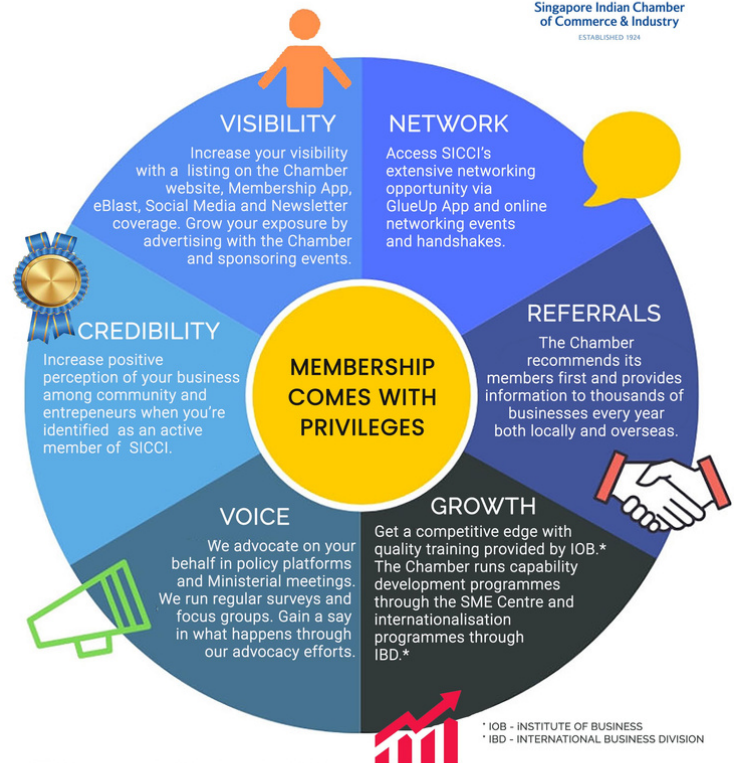 Singapore Indian Chamber
of Commerce & Industry
ESTABLISHED 1924
VISIBILITY
Increase your visibility
with a listing on the Chamber
website, Membership App,
eBlast, Social Media and Newsletter
coverage. Grow your exposure by
advertising with the Chamber
and sponsoring events.
NETWORK
Access SICCI's
extensive networking
opportunity via
GlueUp App and online
networking events
and handshakes.
REFERRALS
The Chamber
recommends its
members first and provides
information to thousands of
businesses every year
both locally and overseas.
CREDIBILITY
Increase positive
perception of your business
among community and
entrepeneurs when you're
identified as an active
member of SICCI.
MEMBERSHIP
COMES WITH
PRIVILEGES
VOICE
We advocate on your
behalf in policy platforms
and Ministerial meetings.
We run regular surveys and
focus groups. Gain a say
in what happens through
our advocacy efforts.
GROWTH
Get a competitive edge with
quality training provided by IOB.*
The Chamber runs capability
development programmes
through the SME Centre and
internationalisation
programmes through
IBD.*
* IOB - INSTITUTE OF BUSINESS
* IBD - INTERNATIONAL BUSINESS DIVISION